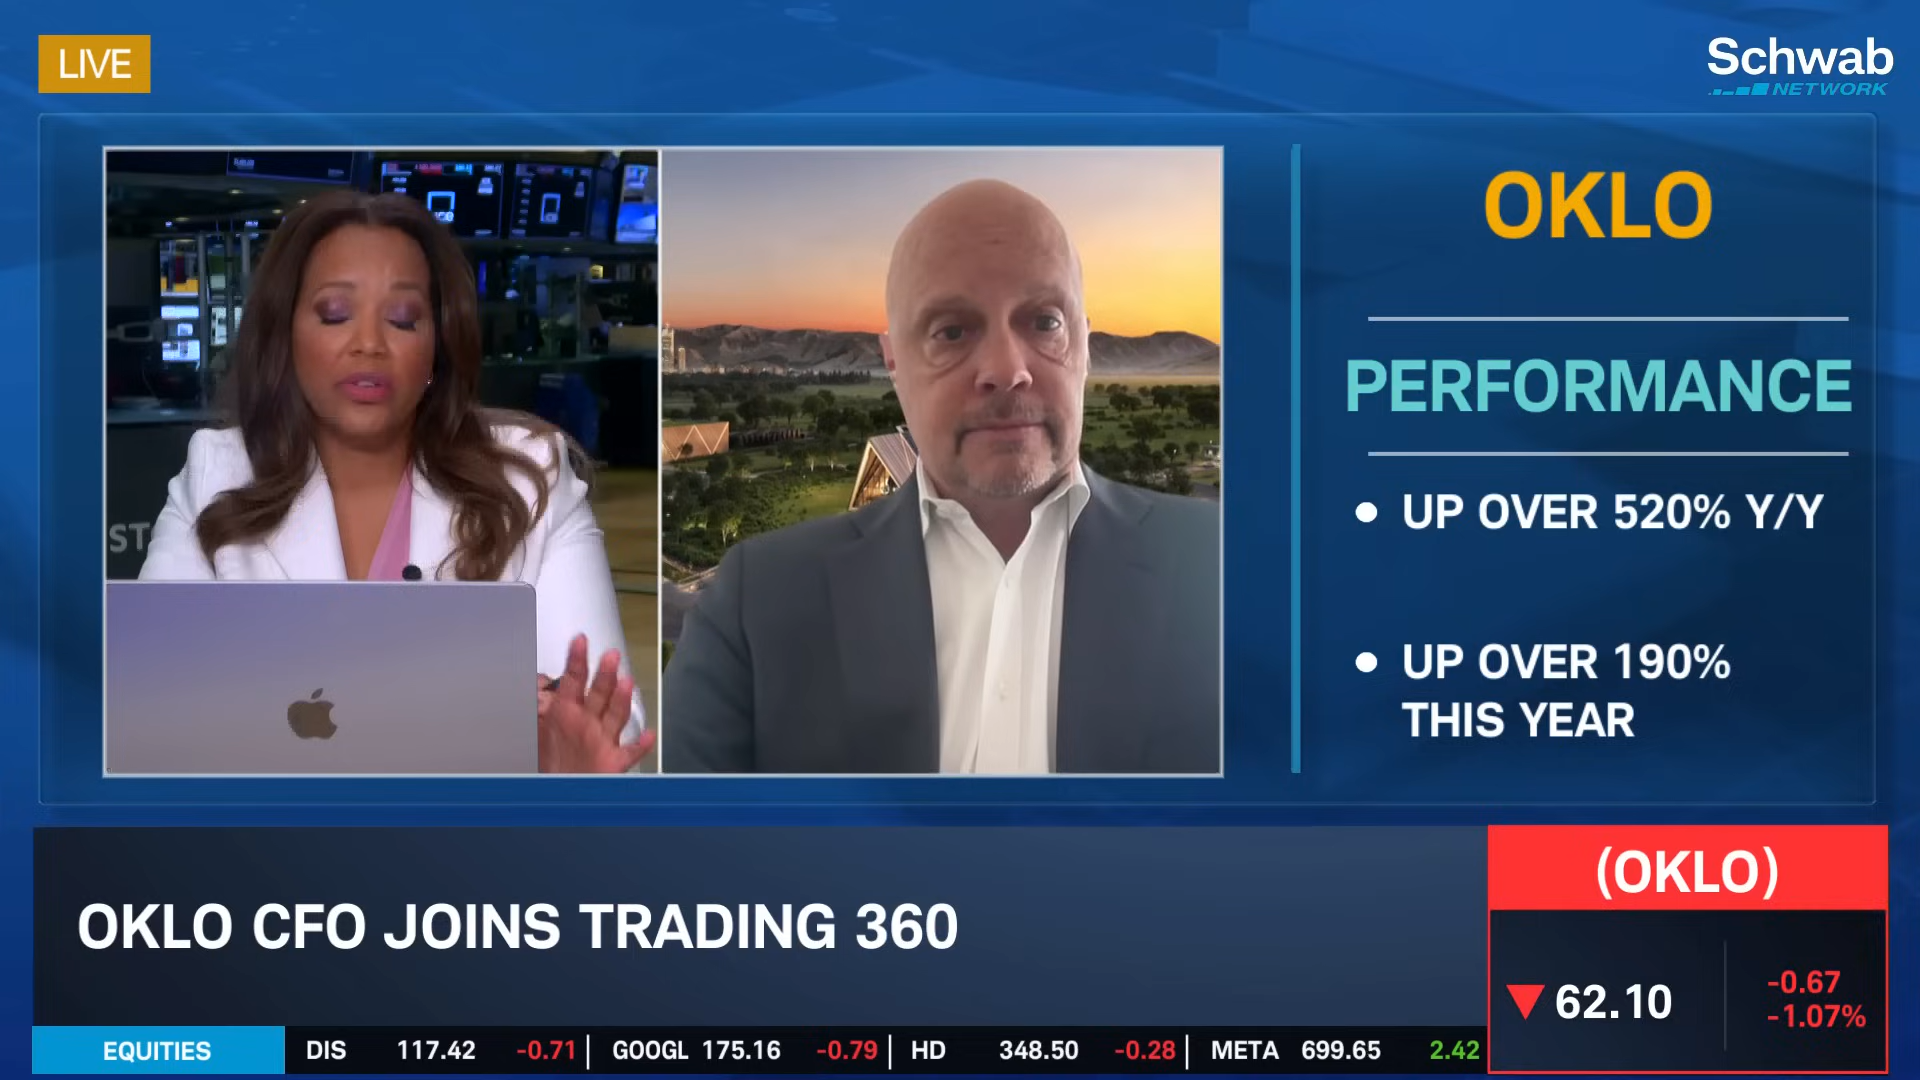 LIVE
Schwab
NETWORK
ST
OKLO
PERFORMANCE
UP OVER 520% Y/Y
UP OVER 190%
THIS YEAR
OKLO CFO JOINS TRADING 360
(OKLO)
62.10
-0.67
-1.07%
EQUITIES
DIS 117.42 -0.71 GOOGL 175.16 -0.79 HD 348.50 -0.28 META 699.65 2.42